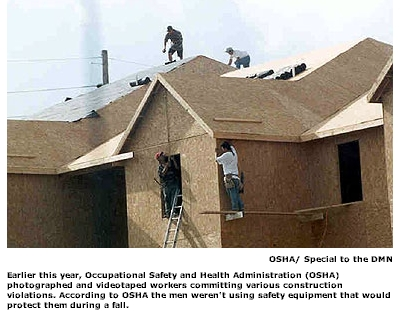 OSHA/ Special to the DMN
Earlier this year, Occupational Safety and Health Administration (OSHA)
photographed and videotaped workers committing various construction
violations. According to OSHA the men weren't using safety equipment that would
protect them during a fall.